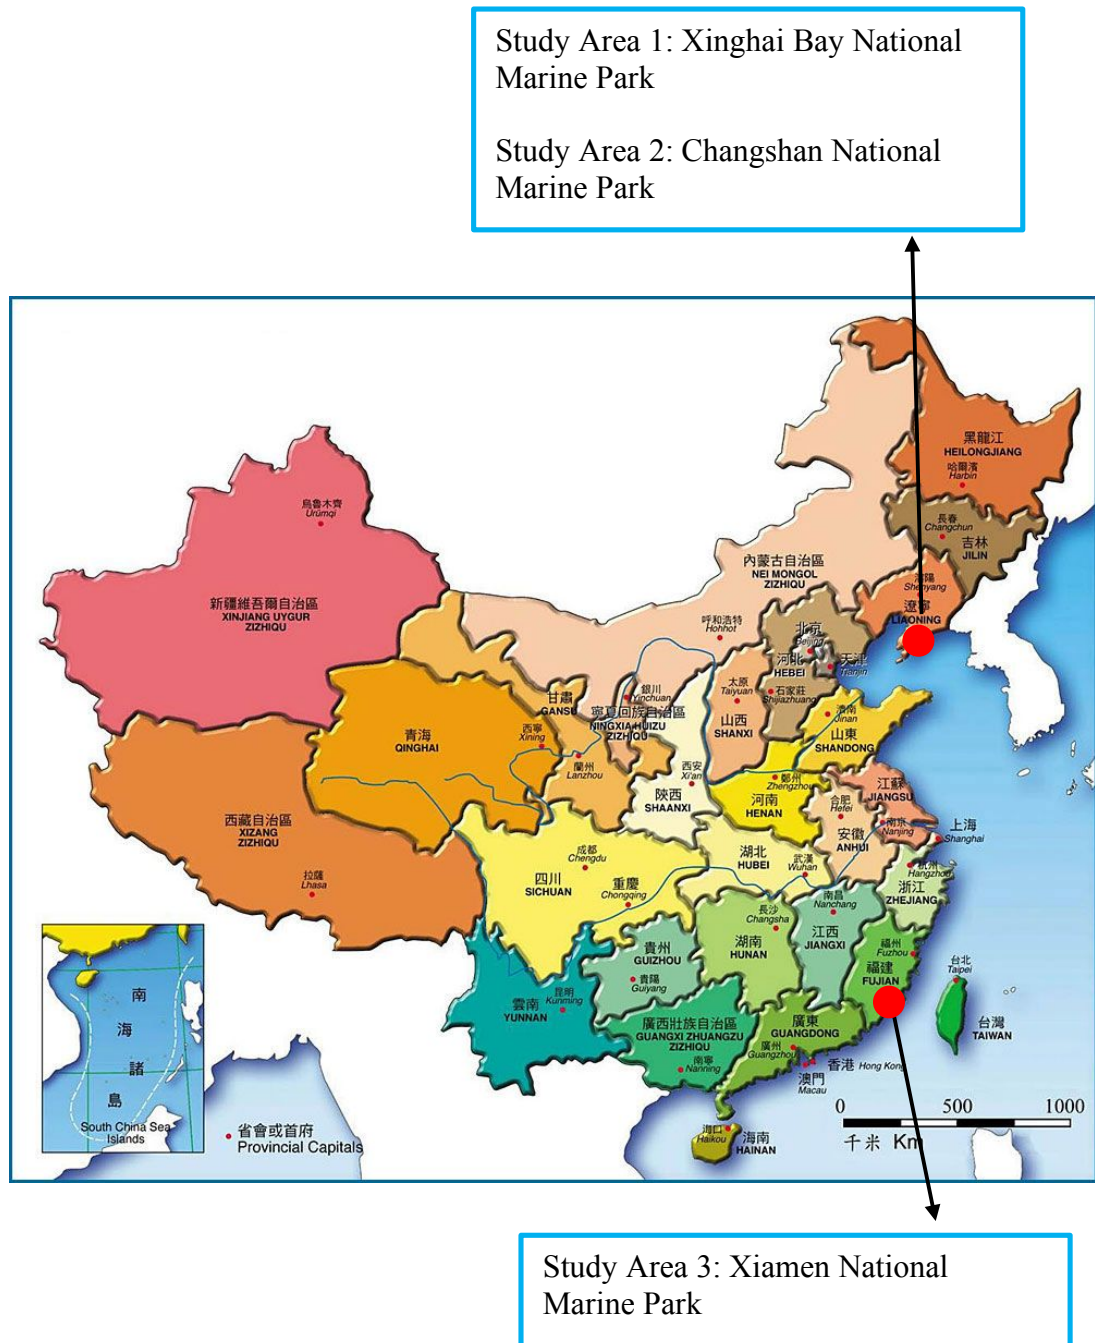 Study Area 1: Xinghai Bay National
Marine Park
Study Area 2: Changshan National
Marine Park
黑龍江
HEILONGJIANG
哈爾濱
Harbin
長春
Changchun
吉林
JILIN
烏魯木齊
Urümqi
內蒙古自治區
NEI MONGOL
ZIZHIQU
瀋陽
Shenyang
遼寧
LIAONING
新疆維吾爾自治區
XINJIANG UYGUR
ZIZHIQU
呼和浩特
Hohhot
北京
Beijing
天津
Tianjin
河北
HEBEI
石家莊
Shijiazhuang
太原
Taiyuan
山西
SHANXI
銀川
Yinchuan
寧夏回族自治區
NINGXIA HUIZU
ZIZHIQU
甘肅
GANSU
濟南
Jinan
山東
SHANDONG
青海
QINGHAI
西寧
Xining
蘭州
Lanzhou
西安
Xi'an
陝西
SHAANXI
鄭州
Zhengzhou
河南
HENAN
江蘇
JIANGSU
合肥
Hefei
安徽
ANHUI
南京
Nanjing
上海
Shanghai
西藏自治區
XIZANG
ZIZHIQU
拉薩
Lhasa
成都
Chengdu
四川
SICHUAN
重慶
Chongqing
湖北
HUBEI
武漢
Wuhan
杭州
Hangzhou
浙江
ZHEJIANG
南昌
Nanchang
江西
JIANGXI
長沙
Changsha
湖南
HUNAN
貴州
GUIZHOU
貴陽
Guiyang
福州
Fuzhou
福建
FUJIAN
台北
Taipei
台灣
TAIWAN
昆明
Kunming
雲南
YUNNAN
廣西壯族自治區
GUANGXI ZHUANGZU
ZIZHIQU
南寧
Nanning
廣東
GUANGDONG
廣州
Guangzhou
香港 Hong Kong
澳門
Macau
海口
Haikou
海南
HAINAN
南
海
諸
島
South China Sea
Islands
省會或首府
Provincial Capitals
0 500 1000
千米 Km
Study Area 3: Xiamen National
Marine Park